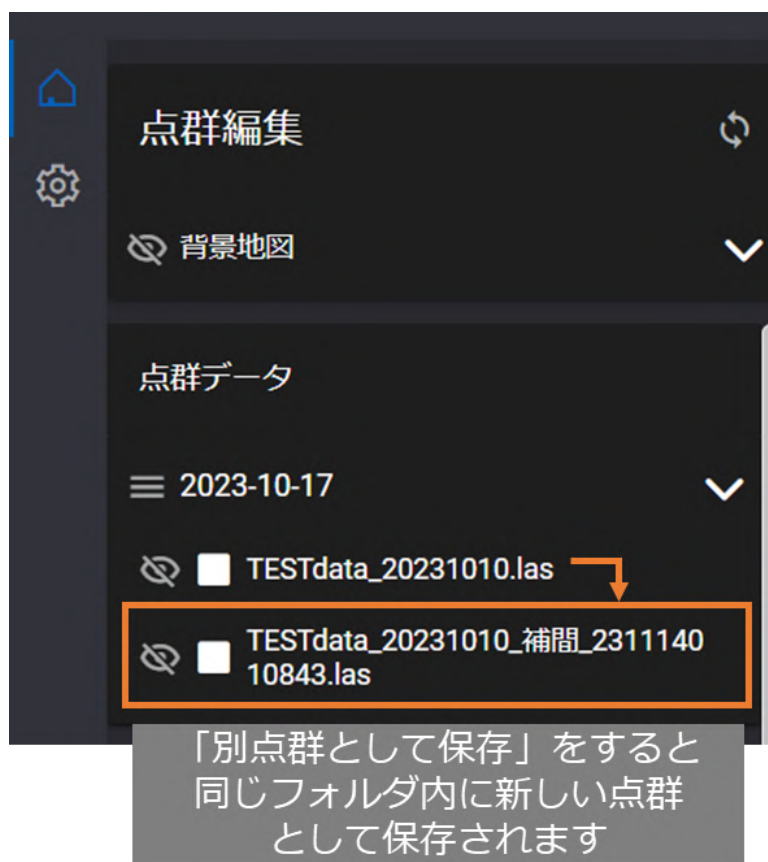 点群編集
背景地図
点群データ
2023-10-17
TESTdata_20231010.las
TESTdata_20231010_補間_2311140
10843.las
「別点群として保存」をすると
同じフォルダ内に新しい点群
として保存されます